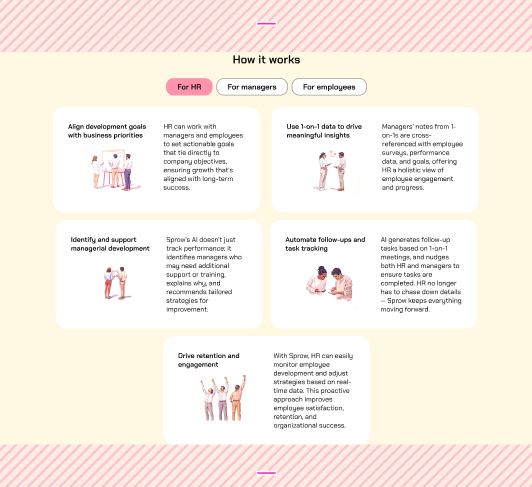 How it works
For HR
For managers
For employees
Align development goals
with business priorities
HR can work with
managers and employees
to set actionable goals
that tie directly to
company objectives,
ensuring growth that's
aligned with long-term
success.
Use 1-on-1 data to drive
meaningful insights
Managers' notes from 1-
on-1s are cross-
referenced with employee
surveys, performance
data, and goals, offering
HR a holistic view of
employee engagement
and progress.
Identify and support
managerial development
Sprow's AI doesn't just
track performance; it
identifies managers who
may need additional
support or training,
explains why, and
recommends tailored
strategies for
improvement.
Automate follow-ups and
task tracking
AI generates follow-up
tasks based on 1-on-1
meetings, and nudges
both HR and managers to
ensure tasks are
completed. HR no longer
has to chase down details
— Sprow keeps everything
moving forward.
Drive retention and
engagement
With Sprow, HR can easily
monitor employee
development and adjust
strategies based on real-
time data. This proactive
approach improves
employee satisfaction,
retention, and
organizational success.